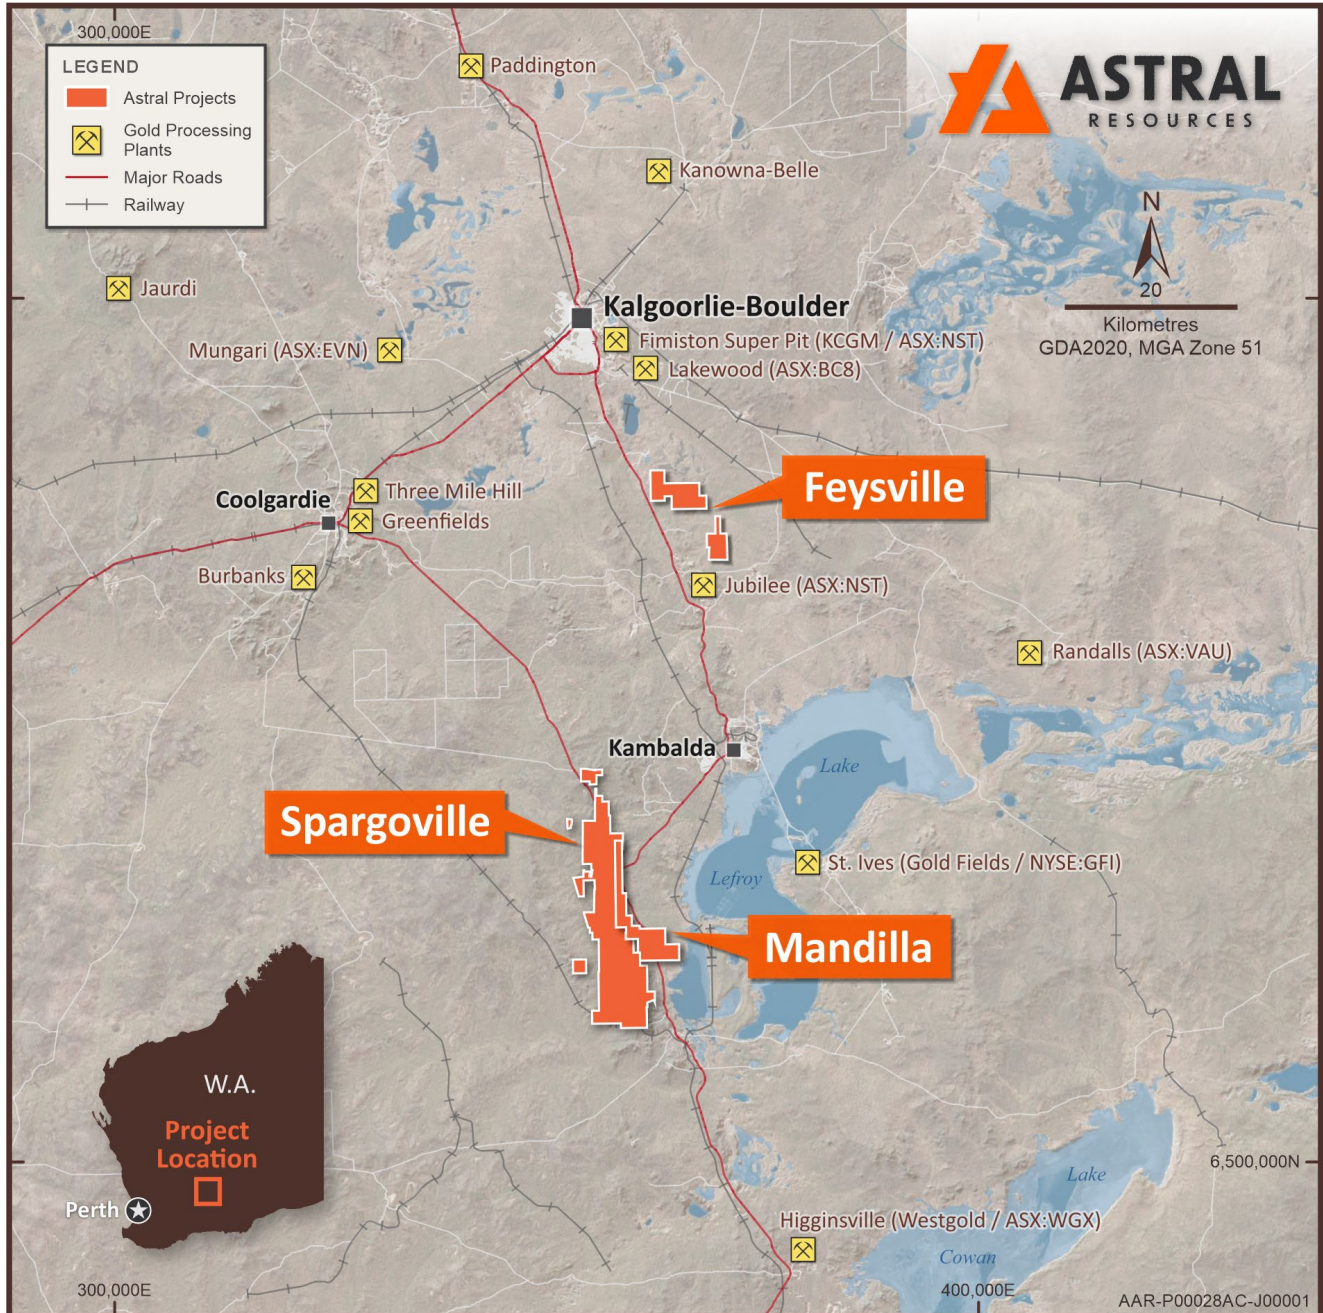 300,000E
LEGEND
Astral Projects
Gold Processing
Plants
Major Roads
Railway
ASTRAL
RESOURCES
N
20
Kilometres
GDA2020, MGA Zone 51
Paddington
Kanowna-Belle
Jaurdi
Kalgoorlie-Boulder
Mungari (ASX:EVN)
Fimiston Super Pit (KCGM / ASX:NST)
Lakewood (ASX:BC8)
Feysville
Coolgardie
Three Mile Hill
Greenfields
Burbanks
Jubilee (ASX:NST)
Randalls (ASX:VAU)
Kambalda
Lake
Spargoville
St. Ives (Gold Fields / NYSE:GFI)
Lefroy
Mandilla
W.A.
Project
Location
Perth
6,500,000N
Lake
Higginsville (Westgold / ASX:WGX)
Cowan
300,000E
400,000E
AAR-P00028AC-J00001